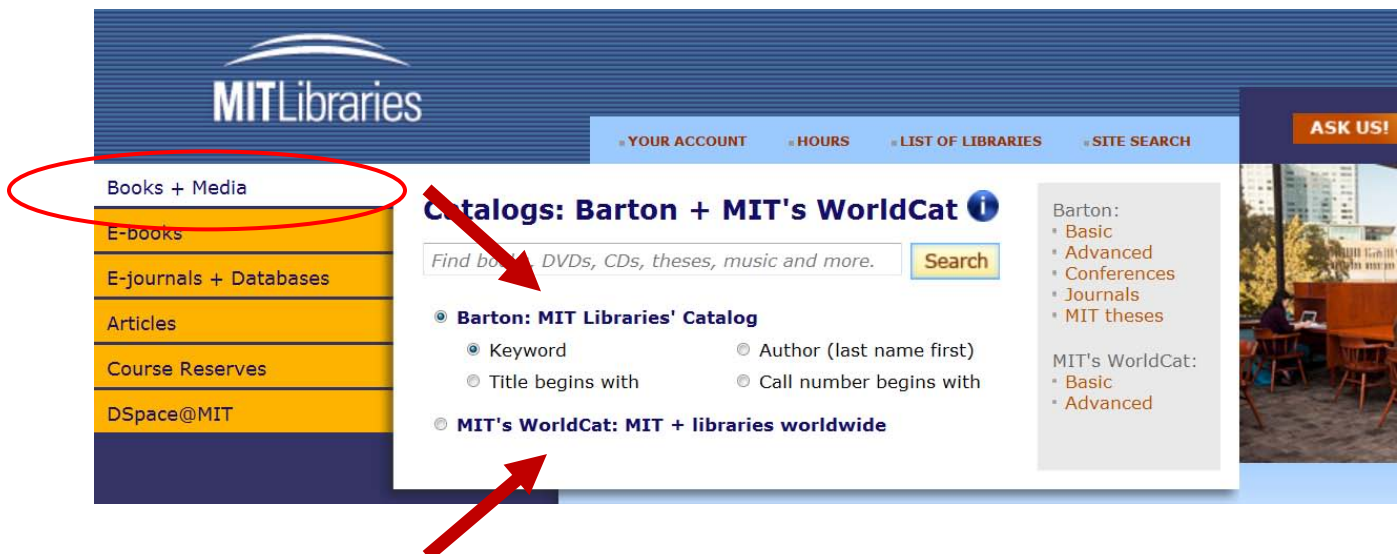 MITLibraries
YOUR ACCOUNT HOURS LIST OF LIBRARIES SITE SEARCH
ASK US!
Books + Media
E-books
E-journals + Databases
Articles
Course Reserves
DSpace@MIT
Catalogs: Barton + MIT's WorldCat i
Find DVDs, CDs, theses, music and more.
Search
Barton: MIT Libraries' Catalog
Keyword Author (last name first)
Title begins with Call number begins with
MIT's WorldCat: MIT + libraries worldwide
Barton:
Basic
Advanced
Conferences
Journals
MIT theses
MIT's WorldCat:
Basic
Advanced